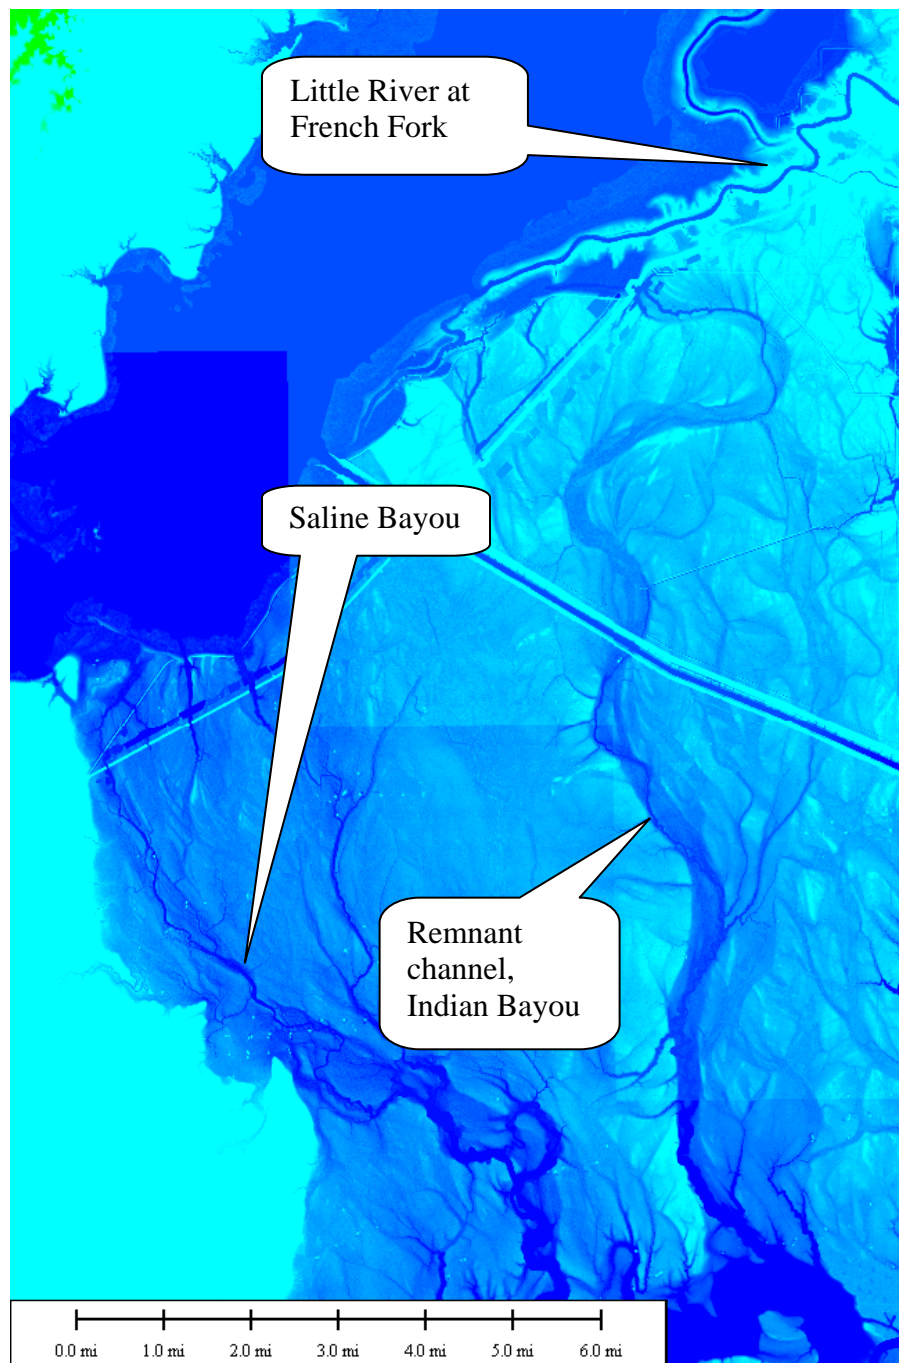 Little River at
French Fork
Saline Bayou
Remnant
channel,
Indian Bayou
0.0 mi 1.0 mi 2.0 mi 3.0 mi 4.0 mi 5.0 mi 6.0 mi